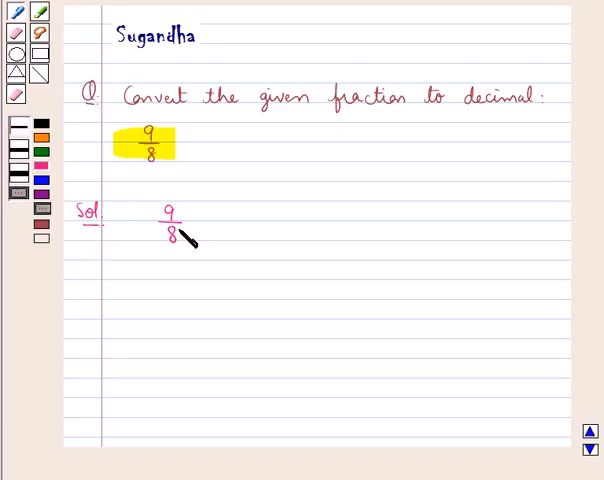 Sugandha
Q. Convert the given fraction to decimal:
9/8
Sol. 9/8